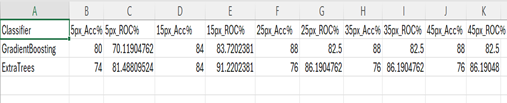 A B C D E F G H I J K
Classifier 5px_Acc% 5px_ROC% 15px_Acc% 15px_ROC% 25px_Acc% 25px_ROC% 35px_Acc% 35px_ROC% 45px_Acc% 45px_ROC%
GradientBoosting 80 70.11904762 84 83.7202381 88 82.5 88 82.5 88 82.5
ExtraTrees 74 81.48809524 84 91.2202381 76 86.1904762 76 86.1904762 76 86.19048